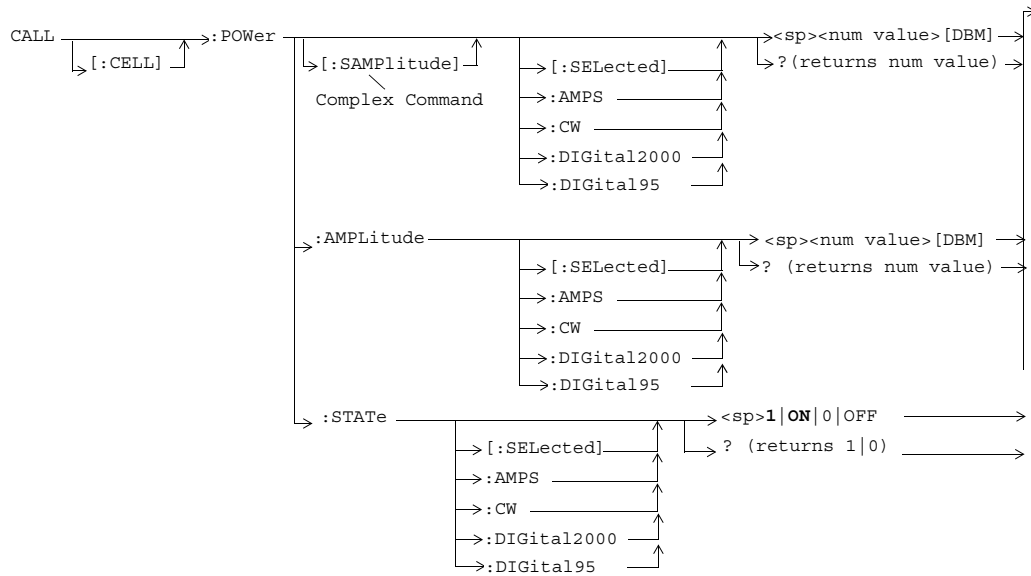 CALL :POWer <sp><num value>[DBM]
[:CELL] [:SAMPlitude] [:SELected] ?(returns num value)
Complex Command :AMPS
:CW
:DIGital2000
:DIGital95
:AMPLitude <sp><num value>[DBM]
[:SELected] ? (returns num value)
:AMPS
:CW
:DIGital2000
:DIGital95
:STATe <sp>1|ON|0|OFF
[:SELected] ? (returns 1|0)
:AMPS
:CW
:DIGital2000
:DIGital95